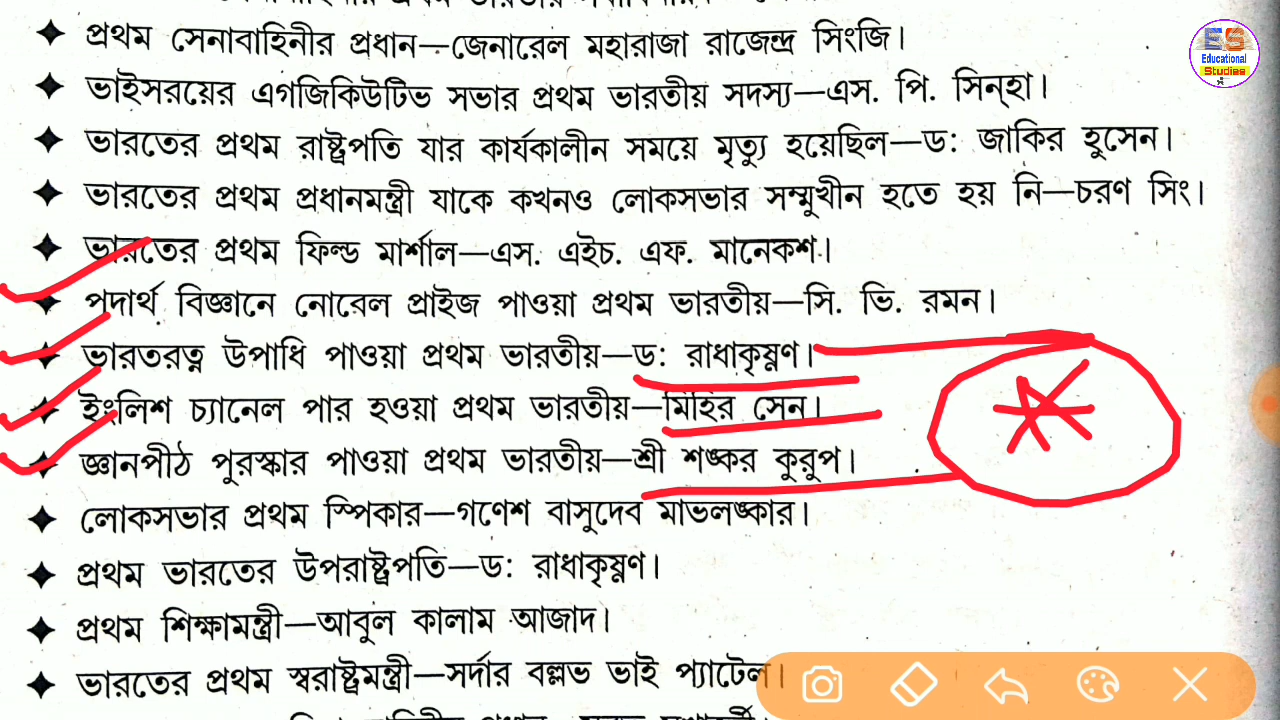 প্রথম সেনাবাহিনীর প্রধান—জেনারেল মহারাজা রাজেন্দ্র সিংজি।
ES
Educational
Studies
ভাইসরয়ের এগজিকিউটিভ সভার প্রথম ভারতীয় সদস্য—এস. পি. সিন্‌হা।
ভারতের প্রথম রাষ্ট্রপতি যার কার্যকালীন সময়ে মৃত্যু হয়েছিল—ড: জাকির হুসেন।
ভারতের প্রথম প্রধানমন্ত্রী যাকে কখনও লোকসভার সম্মুখীন হতে হয় নি—চরণ সিং।
ভারতের প্রথম ফিল্ড মার্শাল—এস. এইচ. এফ. মানেকশ।
পদার্থ বিজ্ঞানে নোবেল প্রাইজ পাওয়া প্রথম ভারতীয়—সি. ভি. রমন।
ভারতরত্ন উপাধি পাওয়া প্রথম ভারতীয়—ড: রাধাকৃষ্ণণ।
ইংলিশ চ্যানেল পার হওয়া প্রথম ভারতীয়—মিহির সেন।
জ্ঞানপীঠ পুরস্কার পাওয়া প্রথম ভারতীয়—শ্রী শঙ্কর কুরুপ।
লোকসভার প্রথম স্পিকার—গণেশ বাসুদেব মাভলঙ্কার।
প্রথম ভারতের উপরাষ্ট্রপতি—ড: রাধাকৃষ্ণণ।
প্রথম শিক্ষামন্ত্রী—আবুল কালাম আজাদ।
ভারতের প্রথম স্বরাষ্ট্রমন্ত্রী—সর্দার বল্লভ ভাই প্যাটেল।